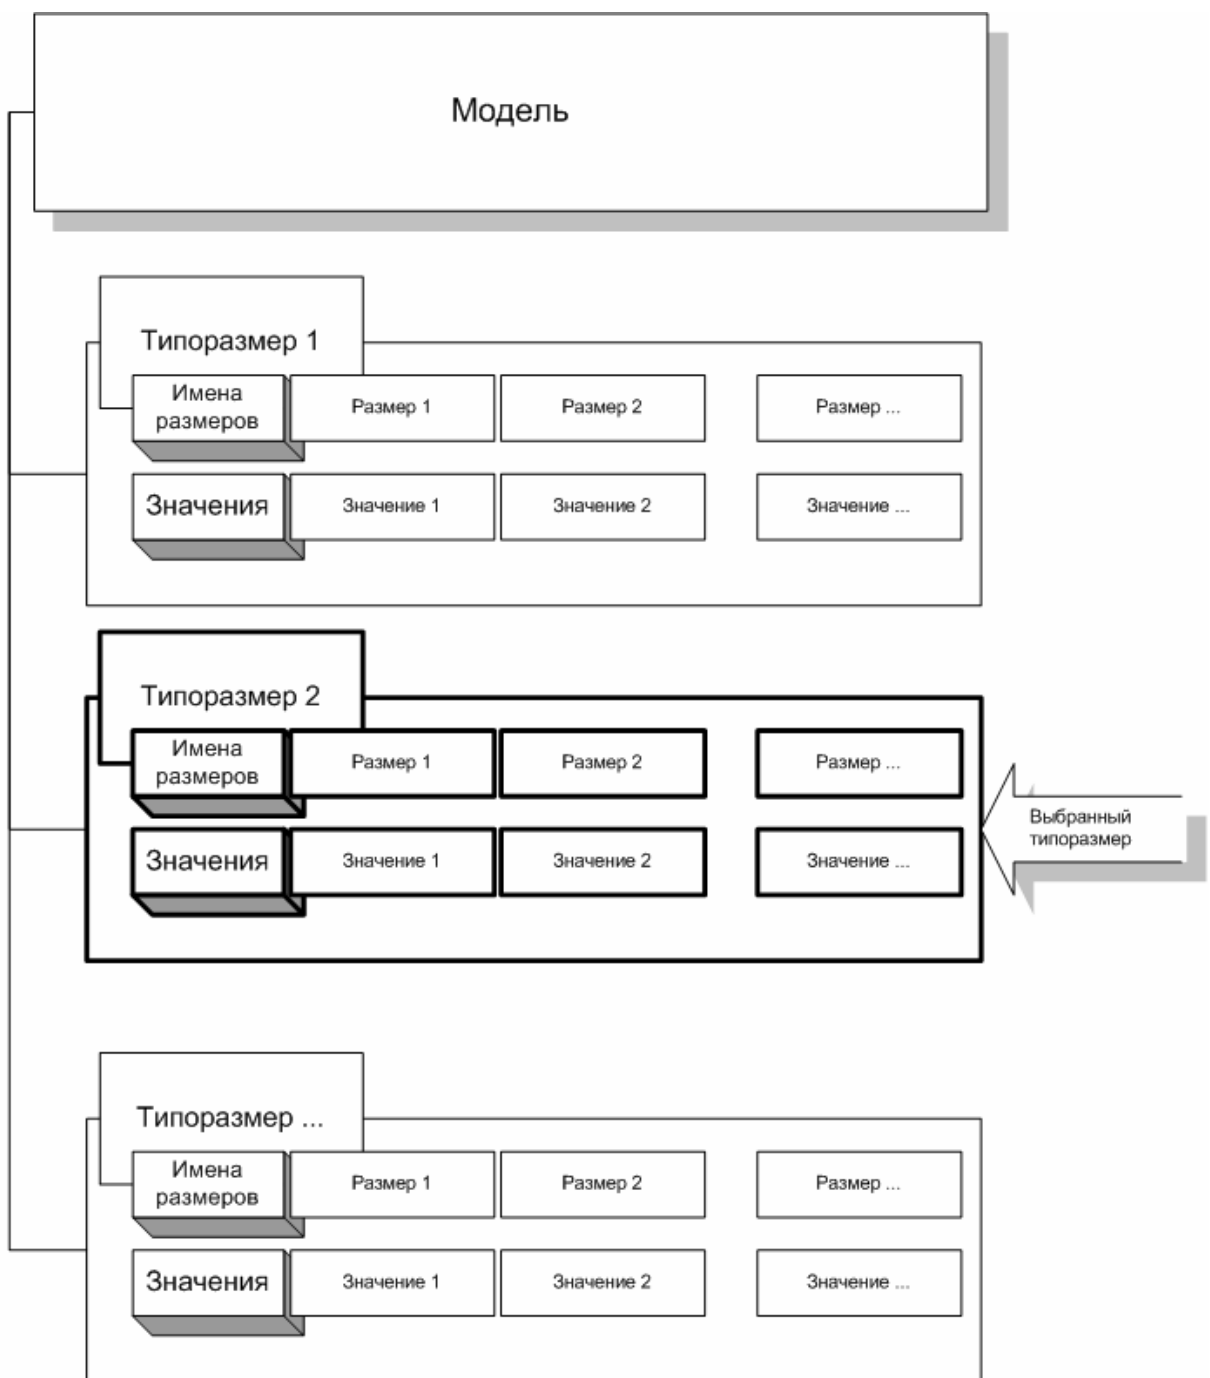 Модель
Типоразмер 1
Имена
размеров
Размер 1
Размер 2
Размер ...
Значения
Значение 1
Значение 2
Значение ...
Типоразмер 2
Имена
размеров
Размер 1
Размер 2
Размер ...
Значения
Значение 1
Значение 2
Значение ...
Выбранный
типоразмер
Типоразмер ...
Имена
размеров
Размер 1
Размер 2
Размер ...
Значения
Значение 1
Значение 2
Значение ...